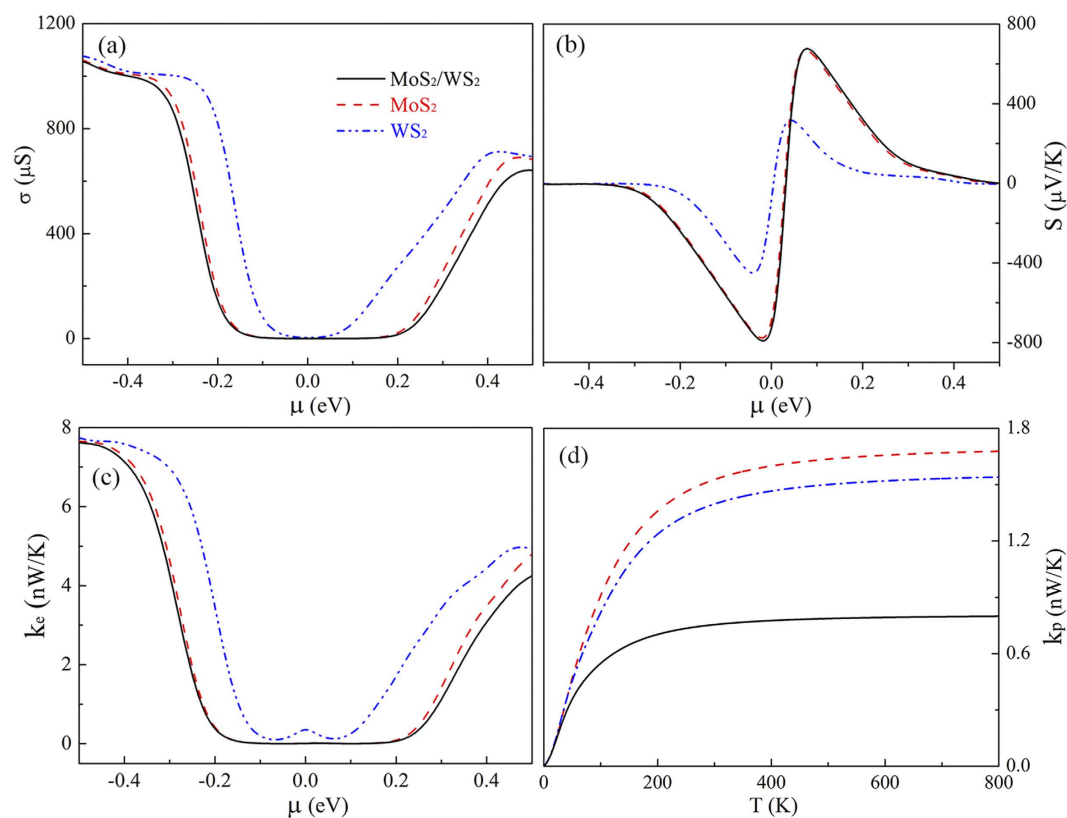 (a)
1200
800
400
0
σ (μS)
-0.4 -0.2 0.0 0.2 0.4
μ (eV)
MoS₂/WS₂
MoS₂
WS₂
(b)
800
400
0
-400
-800
S (μV/K)
-0.4 -0.2 0.0 0.2 0.4
μ (eV)
(c)
8
6
4
2
0
kₑ (nW/K)
-0.4 -0.2 0.0 0.2 0.4
μ (eV)
(d)
1.8
1.2
0.6
0.0
kₚ (nW/K)
0 200 400 600 800
T (K)